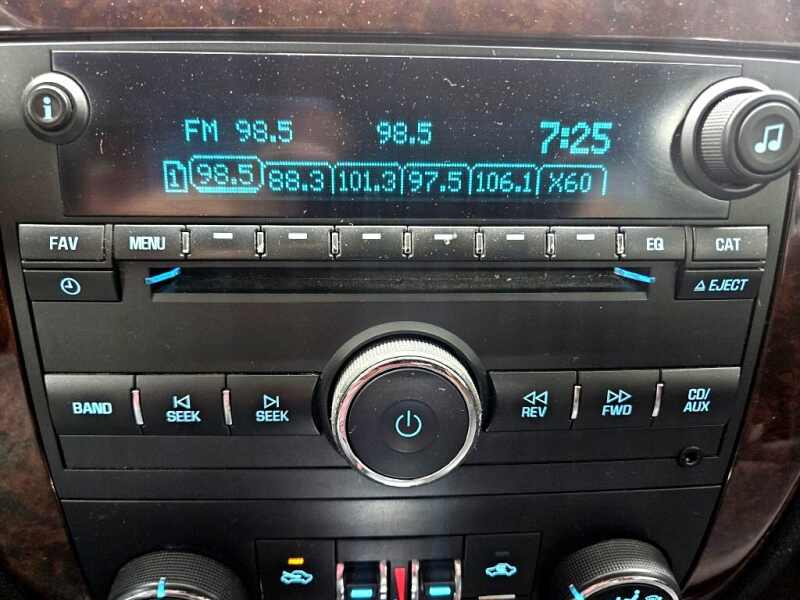 i
FM 98.5 98.5 7:25
1 98.5 88.3 101.3 97.5 106.1 X60
FAV MENU EQ CAT
EJECT
BAND SEEK SEEK REV FWD CD/
AUX